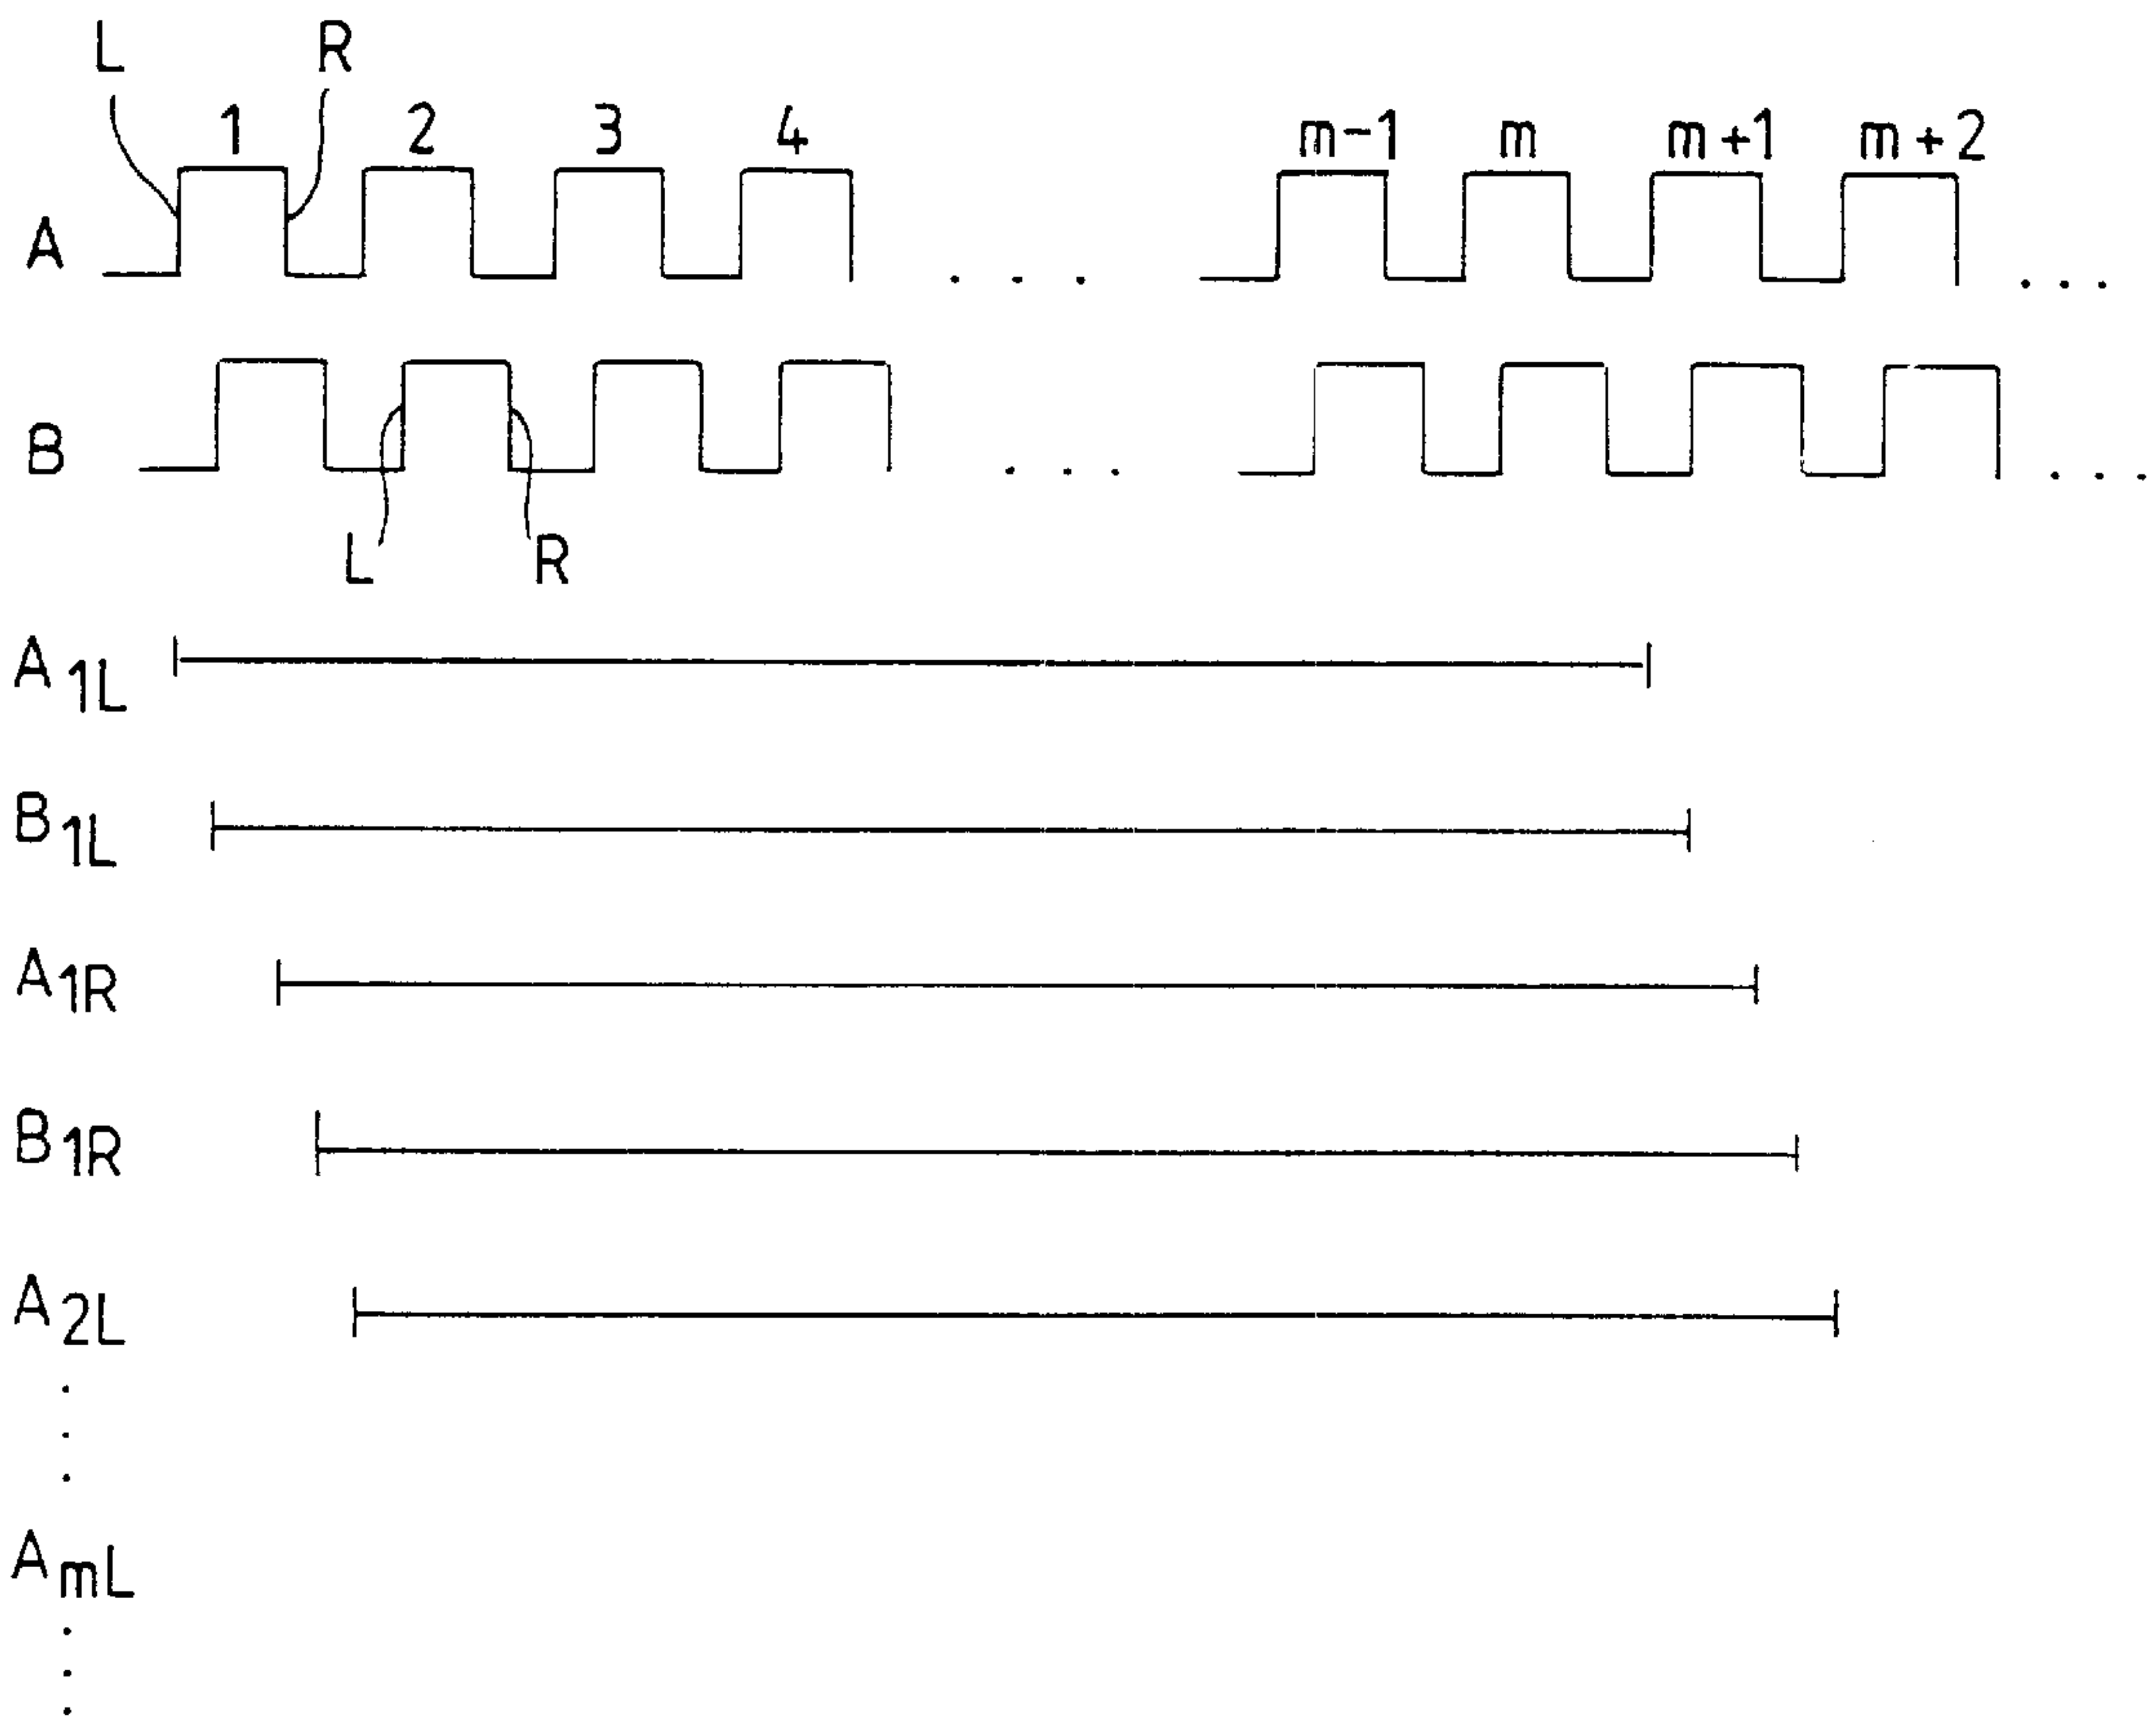 L R
1 2 3 4 m-1 m m+1 m+2
A . . . . . .
B . . . . . .
L R
A1L
B1L
A1R
B1R
A2L
.
.
.
AmL
.
.
.